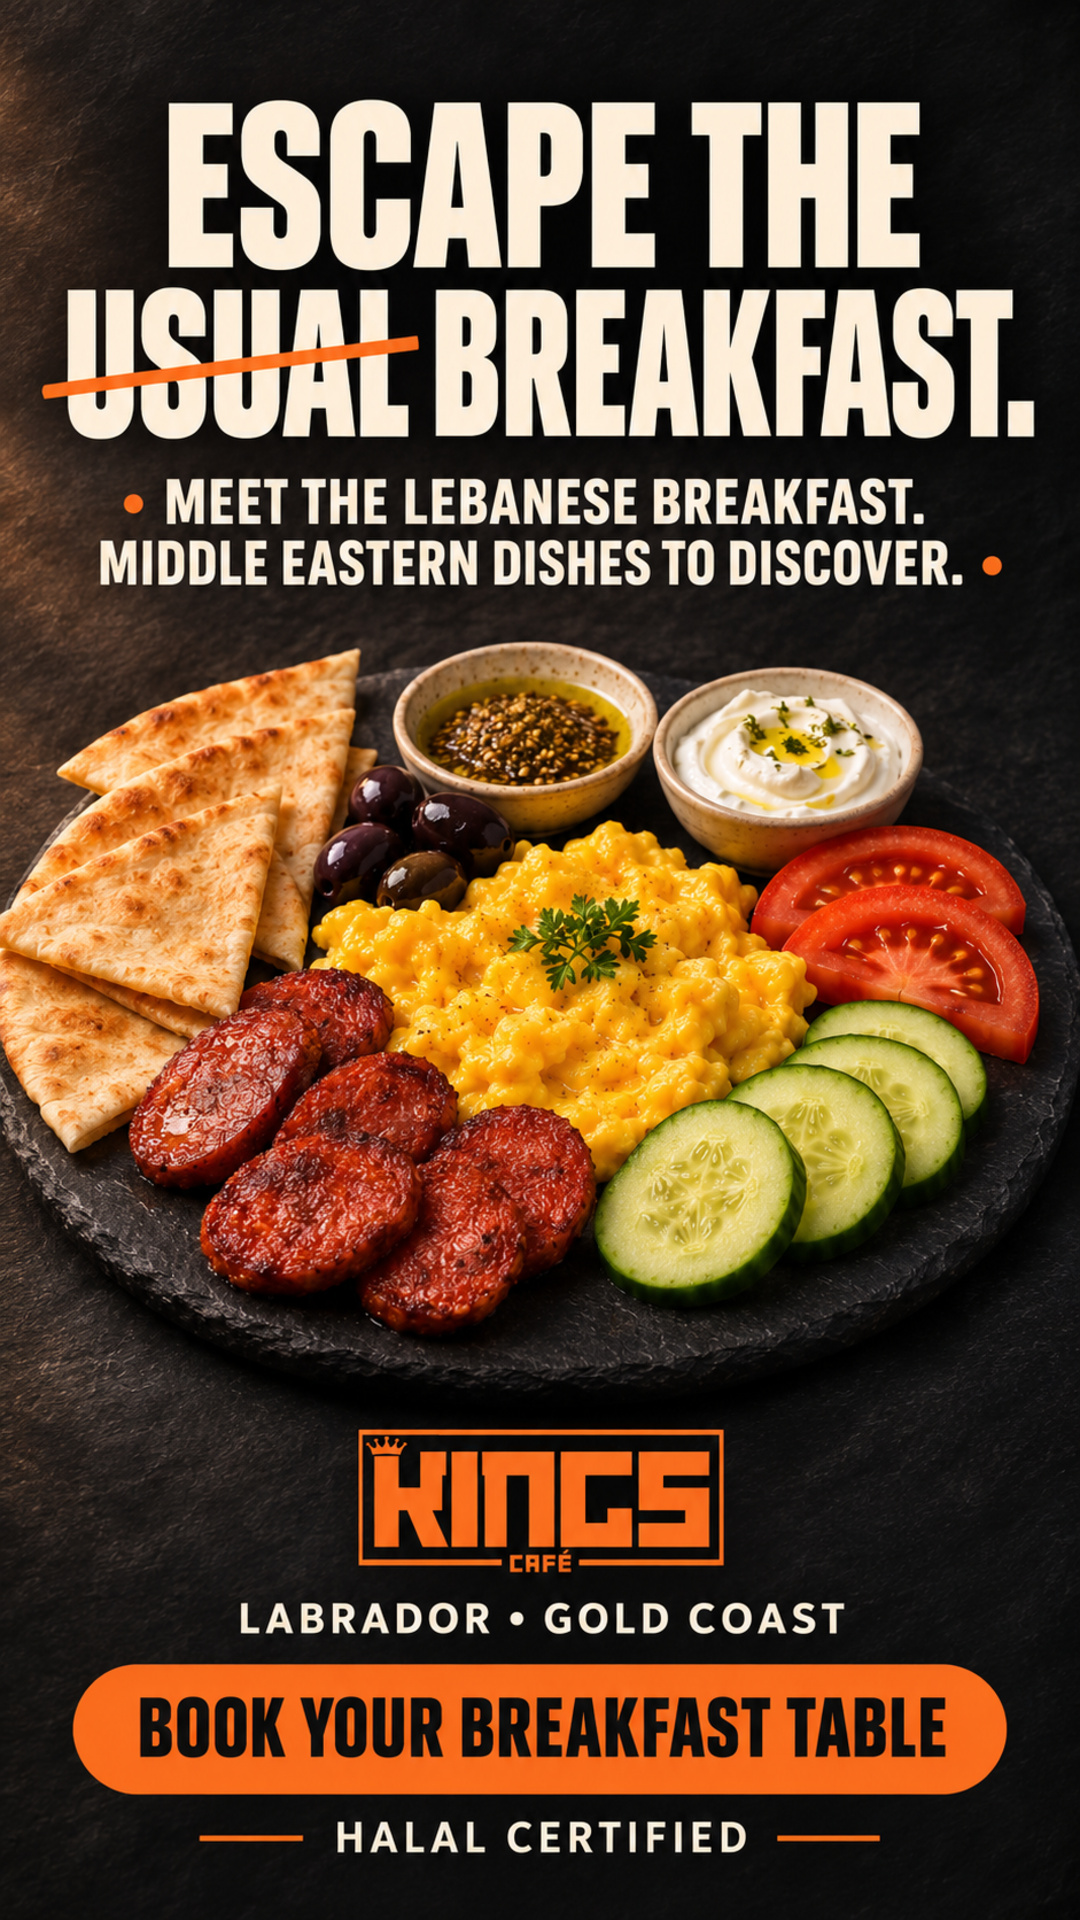 ESCAPE THE
USUAL BREAKFAST.
• MEET THE LEBANESE BREAKFAST.
MIDDLE EASTERN DISHES TO DISCOVER. •
KINGS
CAFÉ
LABRADOR • GOLD COAST
BOOK YOUR BREAKFAST TABLE
HALAL CERTIFIED